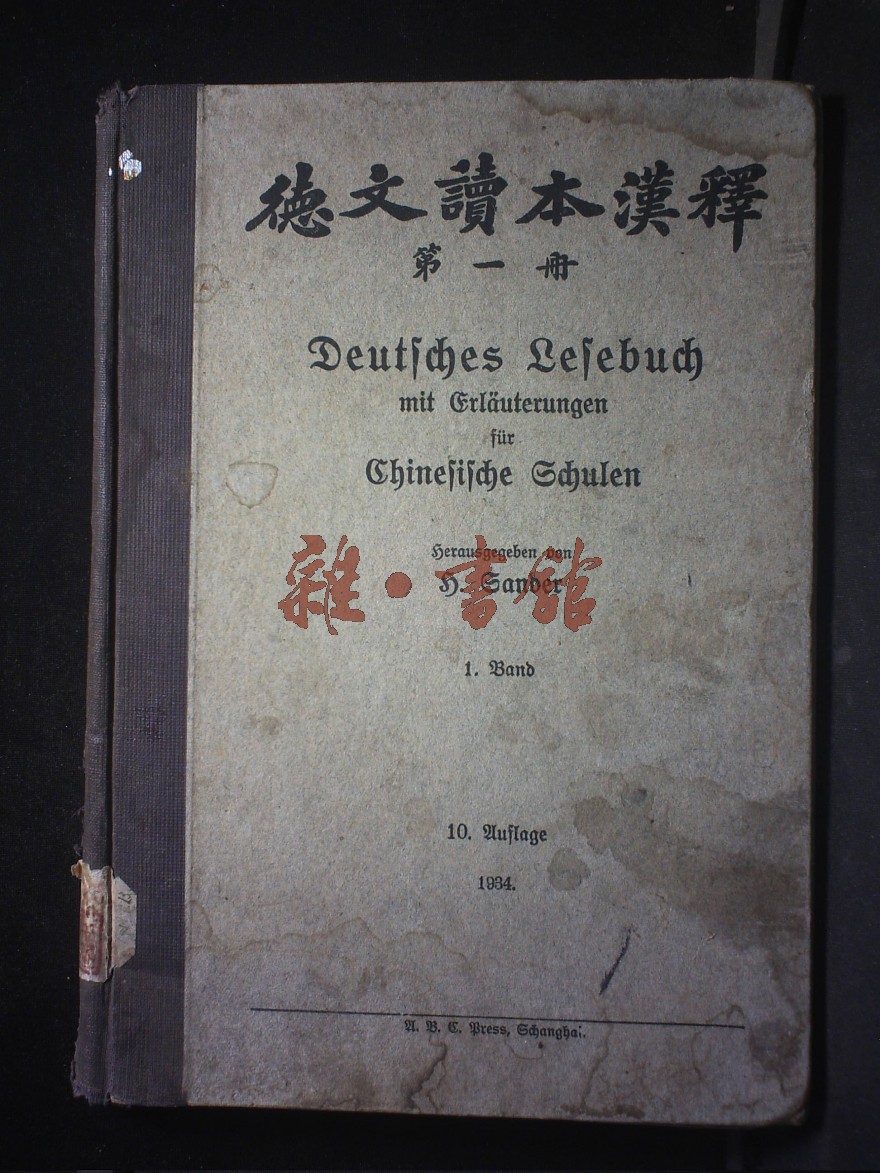 德文讀本漢釋
第一冊
Deutsches Lesebuch
mit Erläuterungen
für
Chinesische Schulen
Herausgegeben von
H. Sander
雜·書館
1. Band
10. Auflage
1934.
A. B. C. Press, Schanghai.